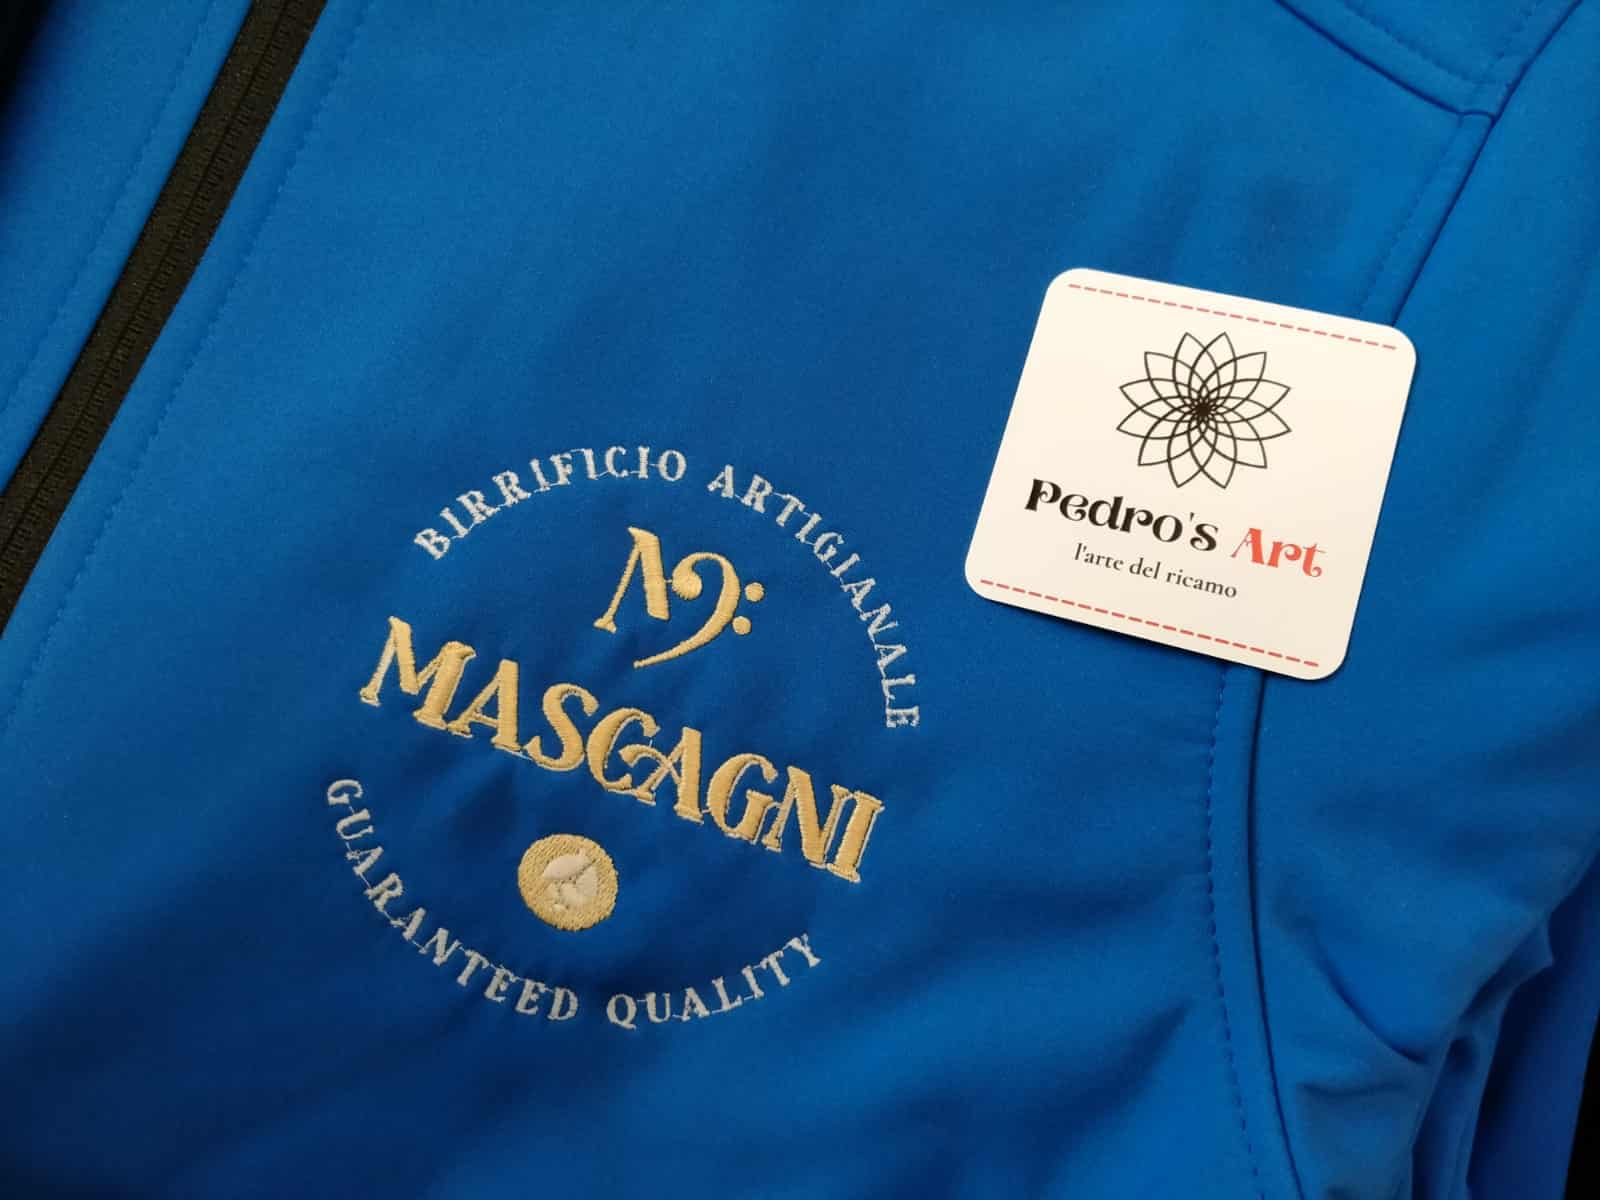 BIRRIFICIO ARTIGIANALE
MASCAGNI
GUARANTEED QUALITY
Pedro's Art
l'arte del ricamo